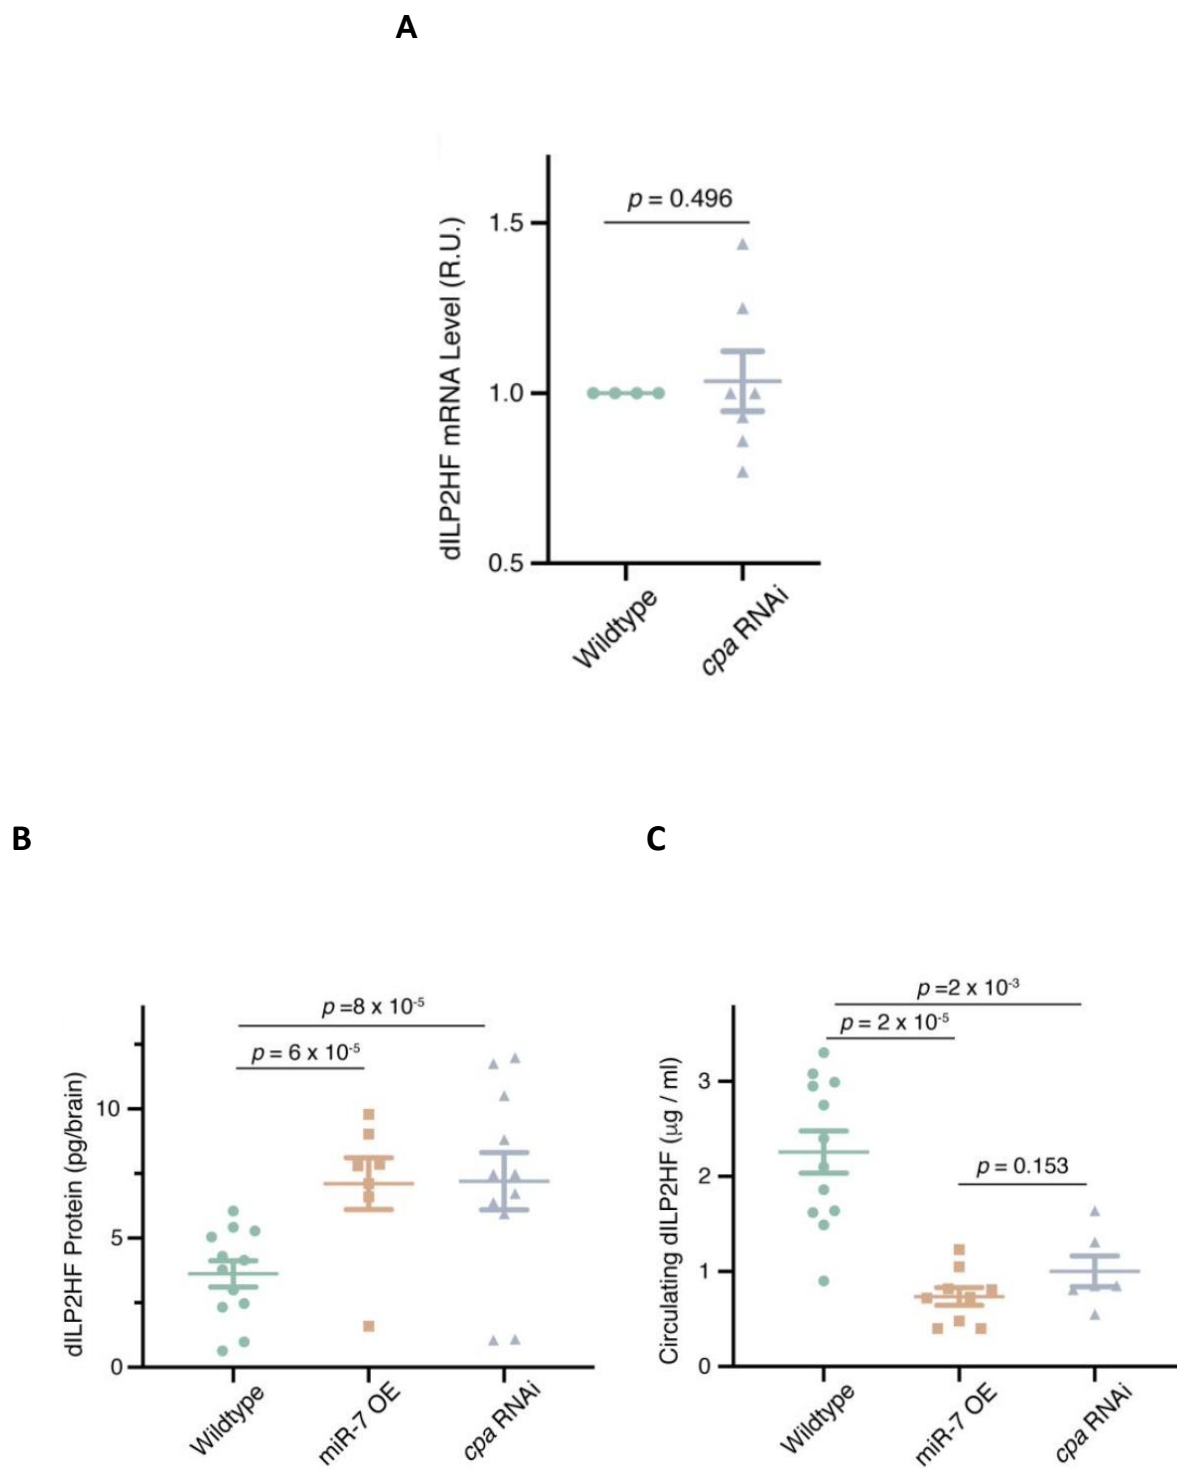 A
p = 0.496
1.5
1.0
0.5
dILP2HF mRNA Level (R.U.)
Wildtype
cpa RNAi
B
p =8 x 10⁻⁵
p = 6 x 10⁻⁵
10
5
0
dILP2HF Protein (pg/brain)
Wildtype
miR-7 OE
cpa RNAi
C
p =2 x 10⁻³
p = 2 x 10⁻⁵
p = 0.153
3
2
1
0
Circulating dILP2HF (µg / ml)
Wildtype
miR-7 OE
cpa RNAi